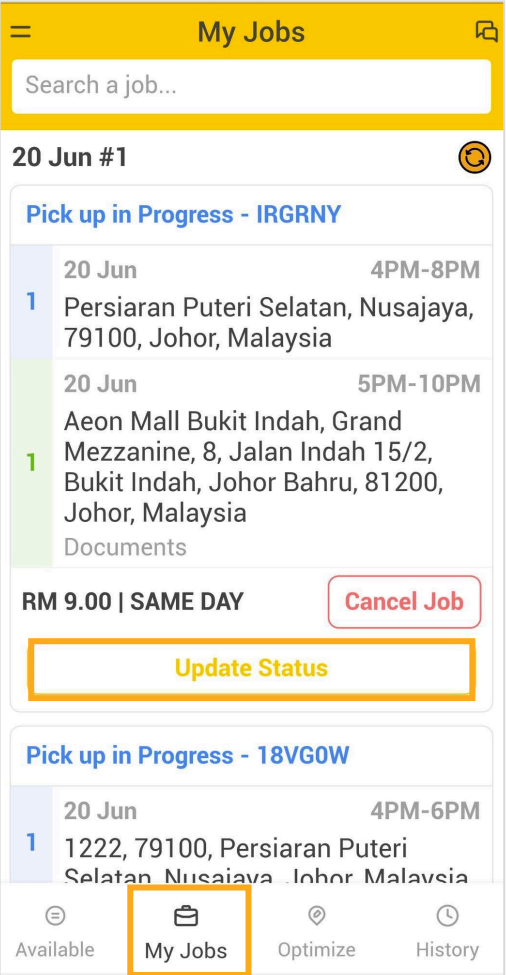 My Jobs
Search a job...
20 Jun #1
Pick up in Progress - IRGRNY
20 Jun 4PM-8PM
1
Persiaran Puteri Selatan, Nusajaya,
79100, Johor, Malaysia
20 Jun 5PM-10PM
Aeon Mall Bukit Indah, Grand
Mezzanine, 8, Jalan Indah 15/2,
1
Bukit Indah, Johor Bahru, 81200,
Johor, Malaysia
Documents
RM 9.00 | SAME DAY Cancel Job
Update Status
Pick up in Progress - 18VG0W
20 Jun 4PM-6PM
1
1222, 79100, Persiaran Puteri
Selatan, Nusajaya, Johor, Malaysia
Available My Jobs Optimize History